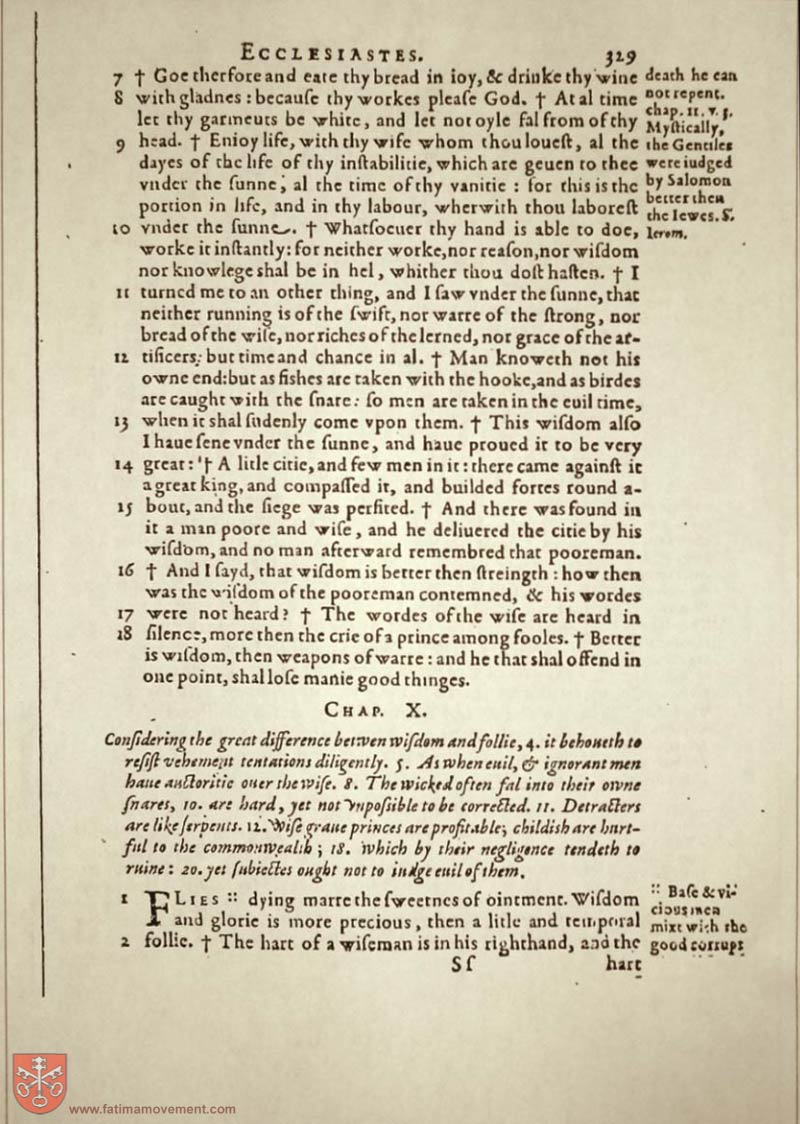 ECCLESIASTES. 329
7 † Goe therfore and eate thy bread in ioy, & drinke thy wine
8 with gladnes: becauſe thy workes pleaſe God. † At al time
let thy garments be white, and let not oyle fal from of thy
9 head. † Enioy life, with thy wife whom thou loueſt, al the
dayes of the life of thy inſtabilitie, which are geuen to thee
vnder the ſunne, al the time of thy vanitie: for this is the
portion in life, and in thy labour, wherwith thou laboreſt
10 vnder the ſunne. † Whatſoeuer thy hand is able to doe,
worke it inſtantly: for neither worke, nor reaſon, nor wiſdom
nor knowlege shal be in hel, whither thou doſt haſten. † I
11 turned me to an other thing, and I ſaw vnder the ſunne, that
neither running is of the ſwift, nor warre of the ſtrong, nor
bread of the wiſe, nor riches of the lerned, nor grace of the ar-
12 tificers: but time and chance in al. † Man knoweth not his
owne end: but as fishes are taken with the hooke, and as birdes
are caught with the ſnare: ſo men are taken in the euil time,
13 when it shal ſudenly come vpon them. † This wiſdom alſo
I haue ſene vnder the ſunne, and haue proued it to be very
14 great: † A litle citie, and few men in it: there came againſt it
a great king, and compaſſed it, and builded fortes round a-
15 bout, and the ſiege was perfited. † And there was found in
it a man poore and wiſe, and he deliuered the citie by his
wiſdom, and no man afterward remembred that pooreman.
16 † And I ſayd, that wiſdom is better then ſtreingth: how then
was the wiſdom of the pooreman contemned, & his wordes
17 were not heard? † The wordes of the wiſe are heard in
18 ſilence, more then the crie of a prince among fooles. † Better
is wiſdom, then weapons of warre: and he that shal offend in
one point, shal loſe manie good thinges.
death he can
not repent.
chap. 11. v. 3.
Myſtically,
the Gentiles
were iudged
by Salomon
better then
the Iewes. S.
Ierom.
CHAP. X.
Conſidering the great difference betwen wiſdom and follie, 4. it behoueth to
reſiſt vehement tentations diligently. 5. As when euil, & ignorant men
haue auctoritie ouer the wiſe. 8. The wicked often fal into their owne
ſnares, 10. are hard, yet not vnpoſſible to be corrected. 11. Detracters
are like ſerpents. 12. Wiſe graue princes are profitable; childish are hurt-
ful to the commonwealth; 18. which by their negligence tendeth to
ruine: 20. yet ſubiectes ought not to iudge euil of them.
1 FLIES :: dying marre the ſweetnes of ointment. Wiſdom
and glorie is more precious, then a litle and temporal
2 follie. † The hart of a wiſeman is in his righthand, and the
:: Baſe & vi-
cious men
mixt with the
good corrupt
Sſ hart
www.fatimamovement.com